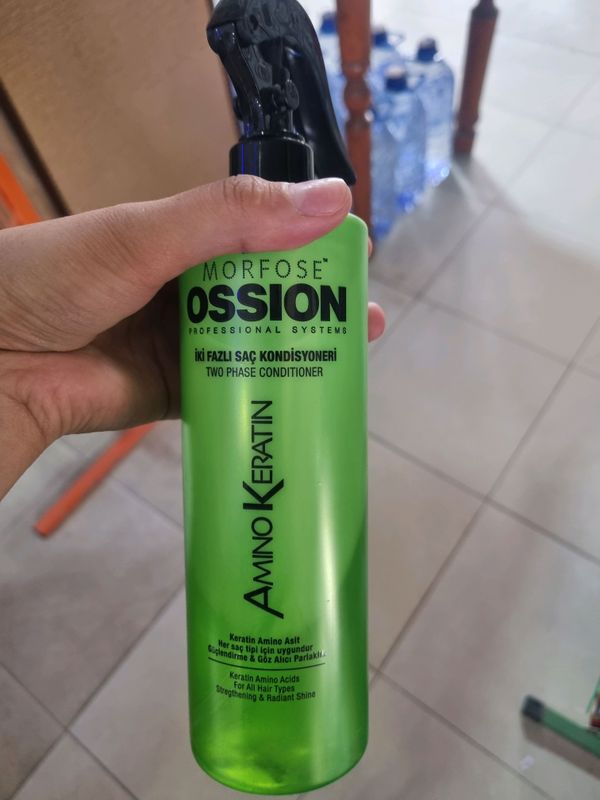 MORFOSE™
OSSION
PROFESSIONAL SYSTEMS
İKİ FAZLI SAÇ KONDİSYONERİ
TWO PHASE CONDITIONER
AMINO KERATIN
Keratin Amino Asit
Her saç tipi için uygundur
Güçlendirme & Göz Alıcı Parlaklık
Keratin Amino Acids
For All Hair Types
Stregthening & Radiant Shine